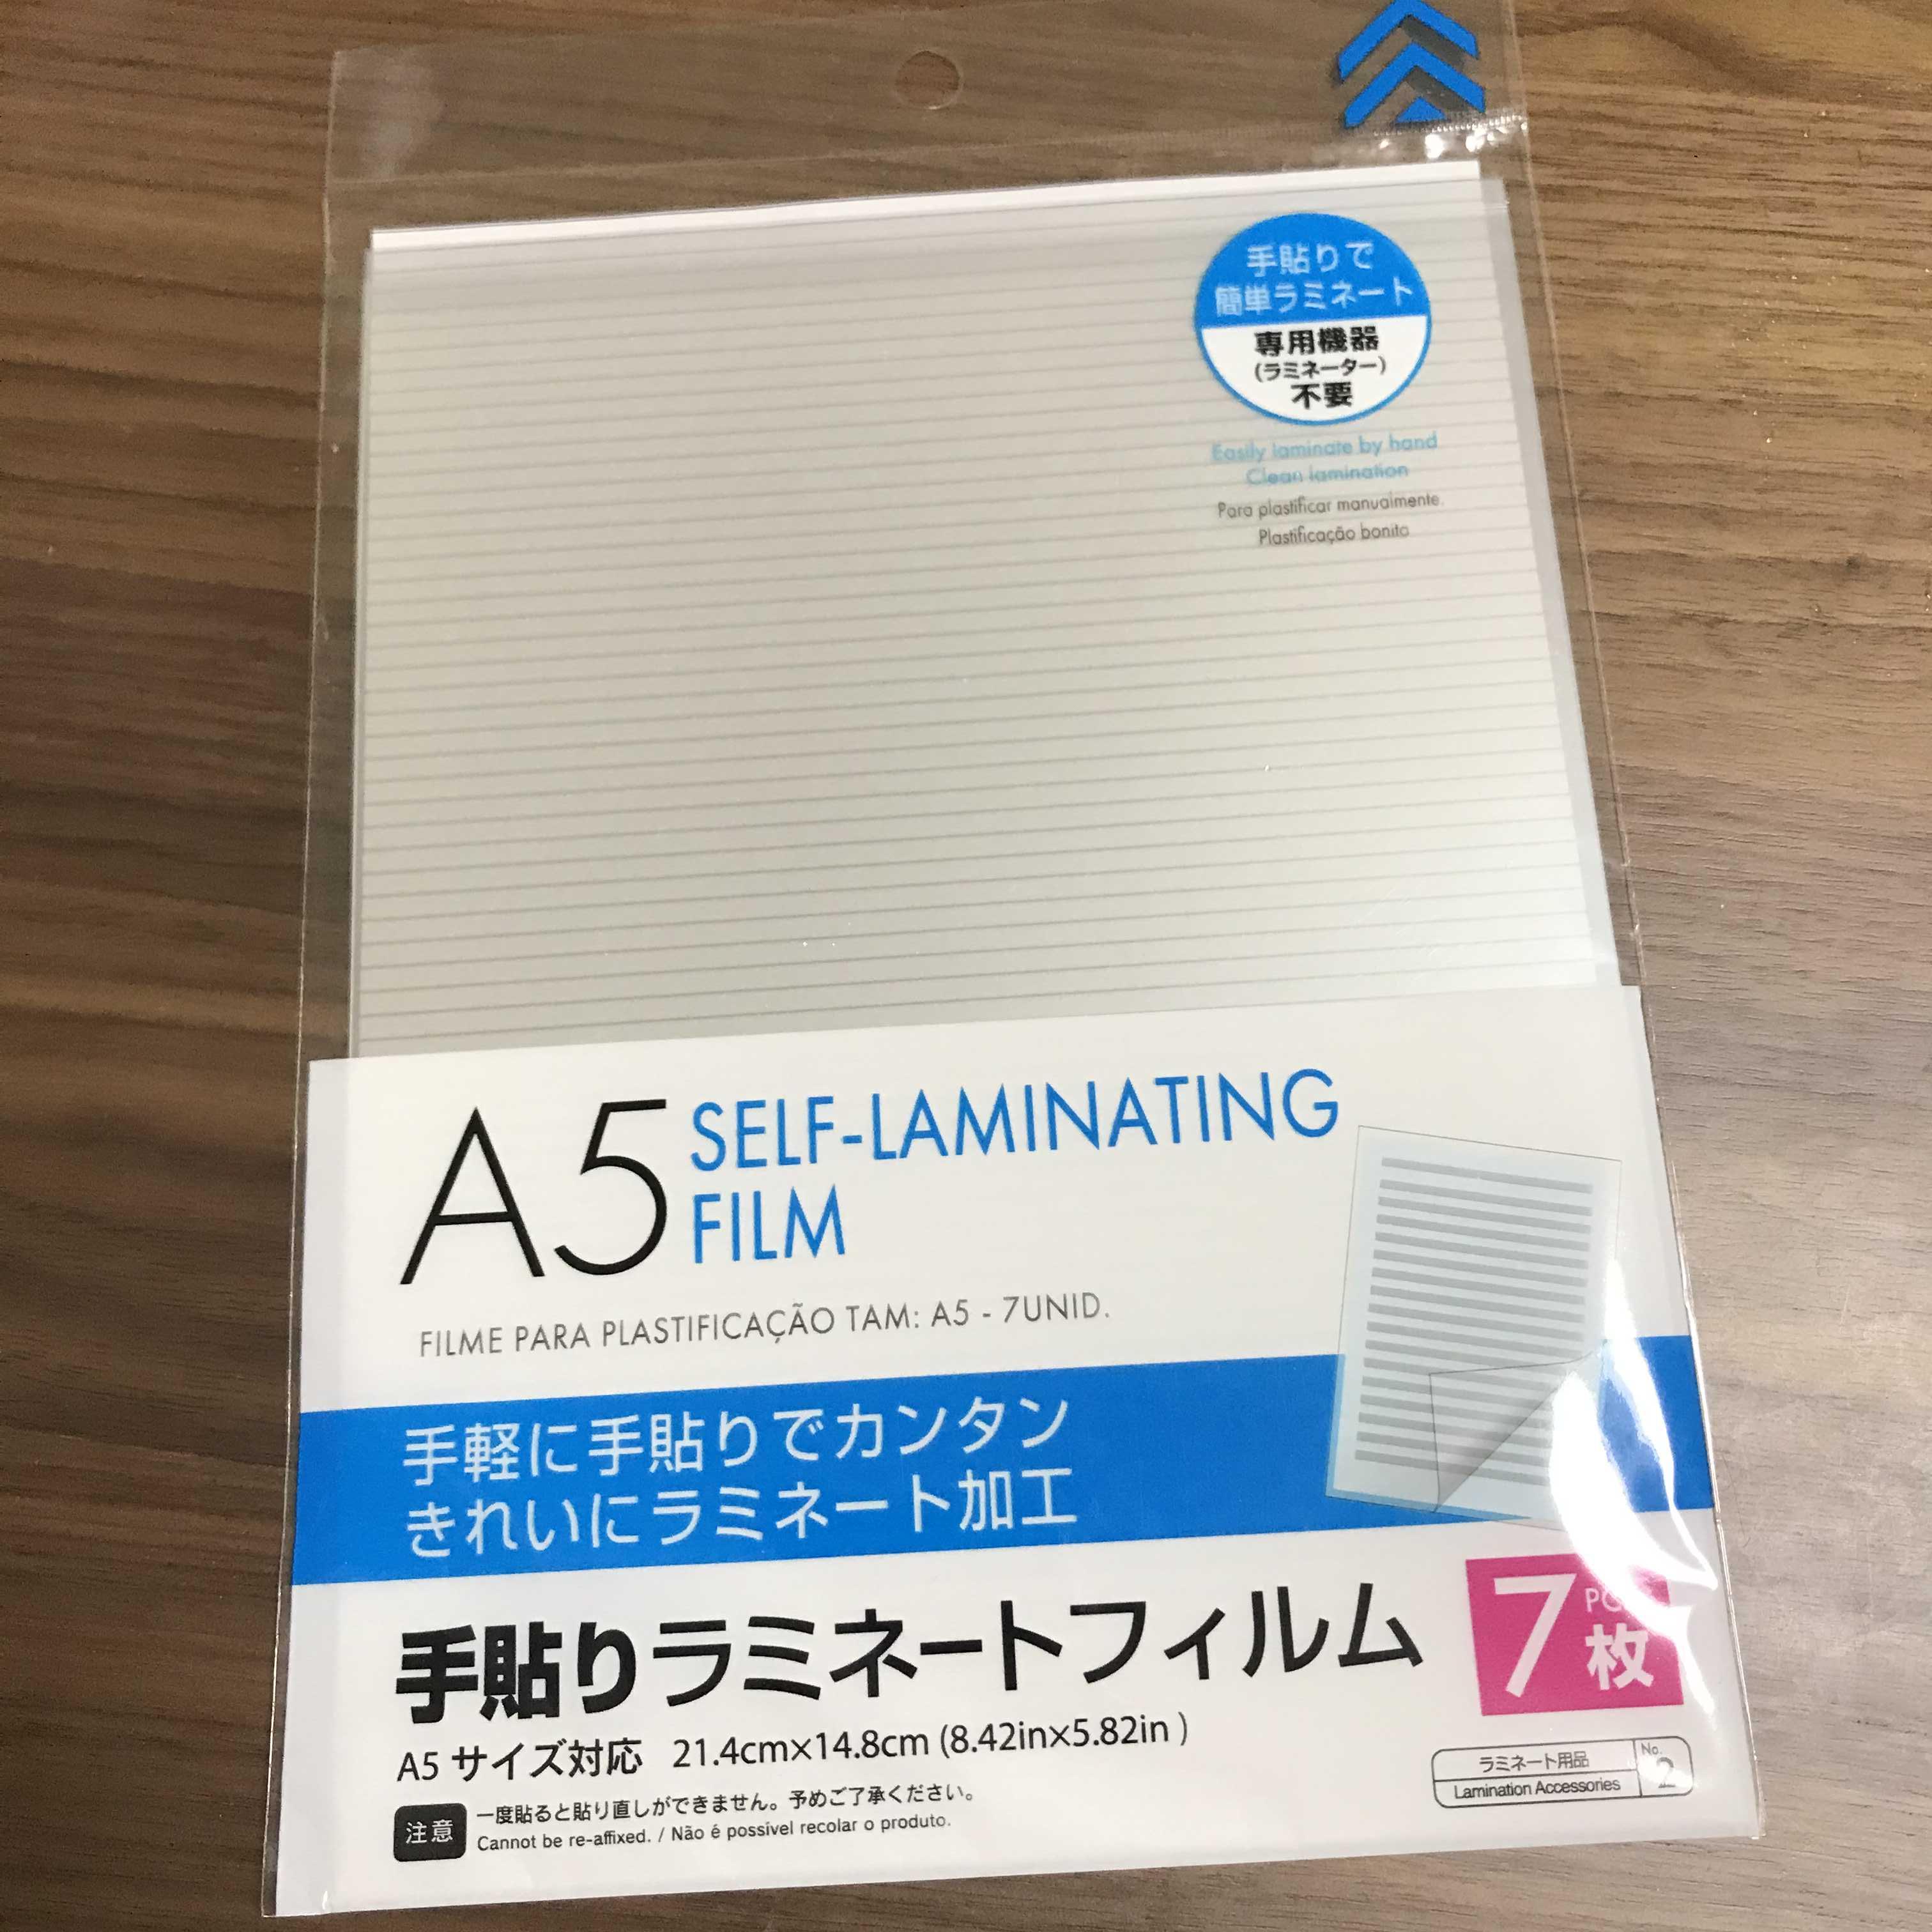 手貼りで
簡単ラミネート
専用機器
(ラミネーター)
不要
Easily laminate by hand
Clean lamination
Para plastificar manualmente.
Plastificação bonita
A5 SELF-LAMINATING
FILM
FILME PARA PLASTIFICAÇÃO TAM: A5 - 7UNID.
手軽に手貼りでカンタン
きれいにラミネート加工
手貼りラミネートフィルム
7枚
A5 サイズ対応 21.4cm×14.8cm (8.42in×5.82in )
ラミネート用品 No.
Lamination Accessories 2
注意 一度貼ると貼り直しができません。予めご了承ください。
Cannot be re-affixed. / Não é possível recolar o produto.